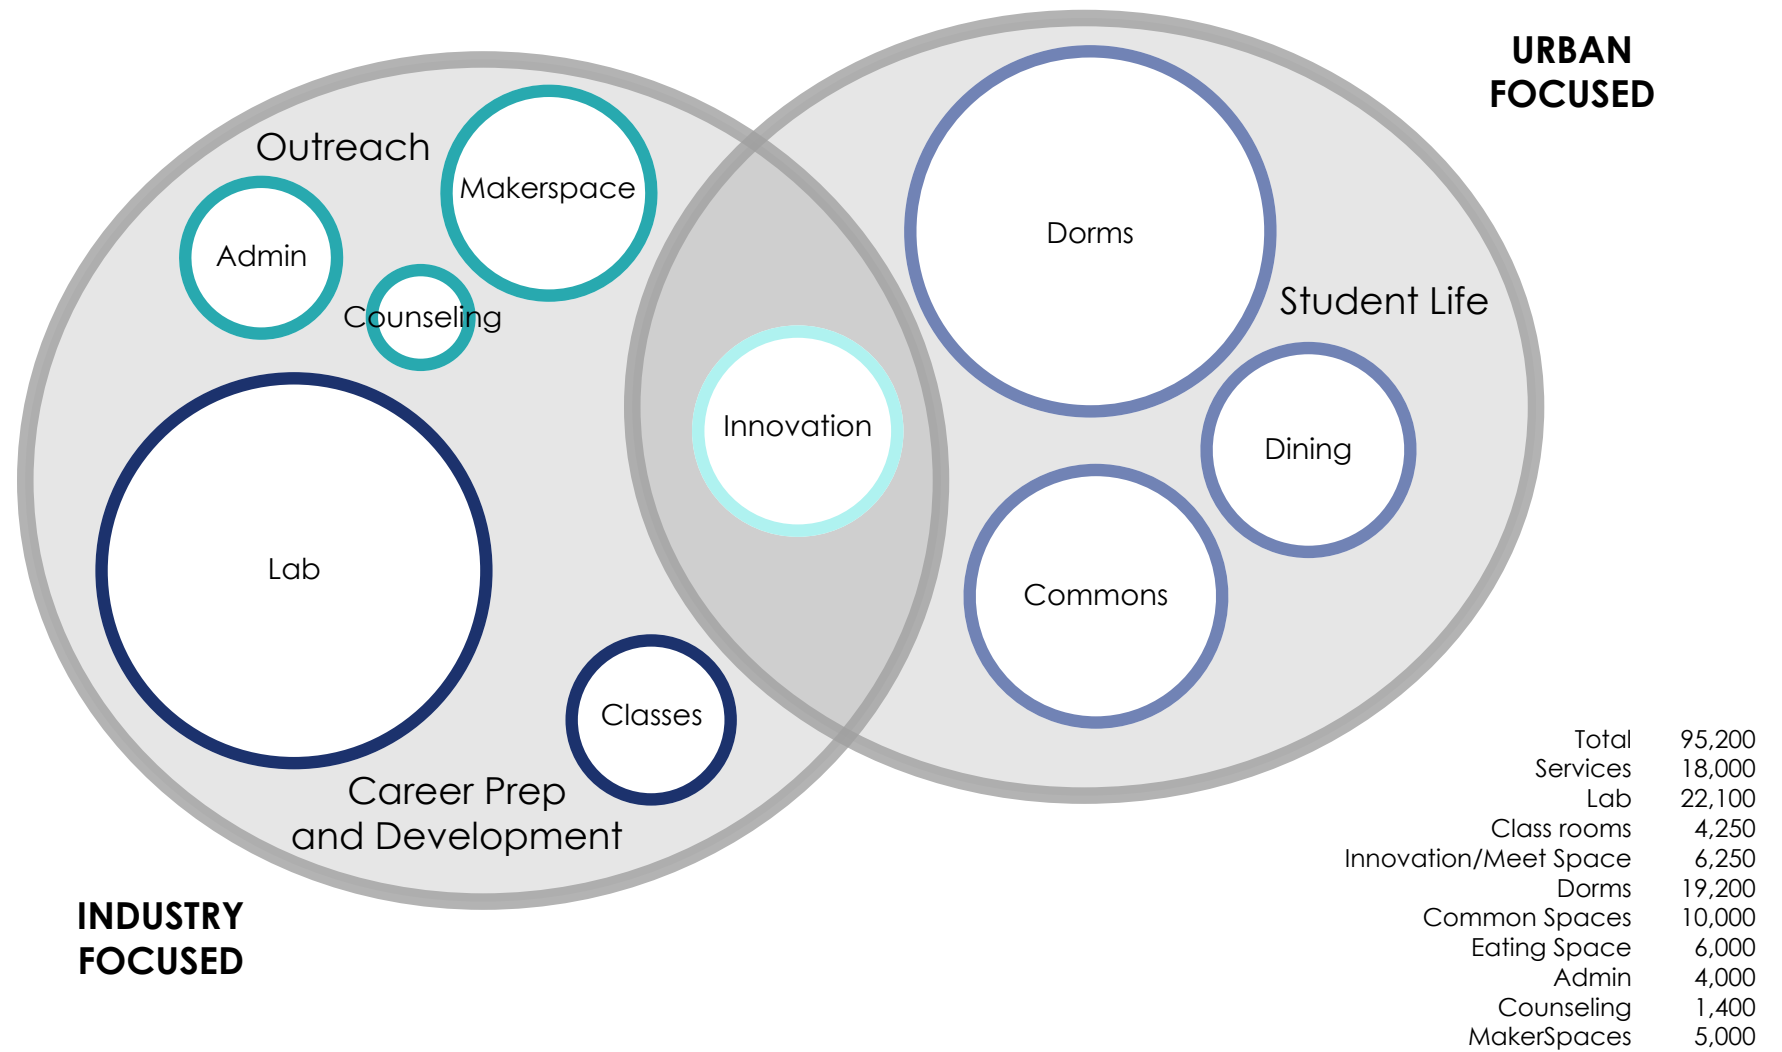 URBAN
FOCUSED
Outreach
Makerspace
Admin
Counseling
Dorms
Student Life
Innovation
Dining
Lab
Commons
Classes
Career Prep
and Development
INDUSTRY
FOCUSED
Total 95,200
Services 18,000
Lab 22,100
Class rooms 4,250
Innovation/Meet Space 6,250
Dorms 19,200
Common Spaces 10,000
Eating Space 6,000
Admin 4,000
Counseling 1,400
MakerSpaces 5,000